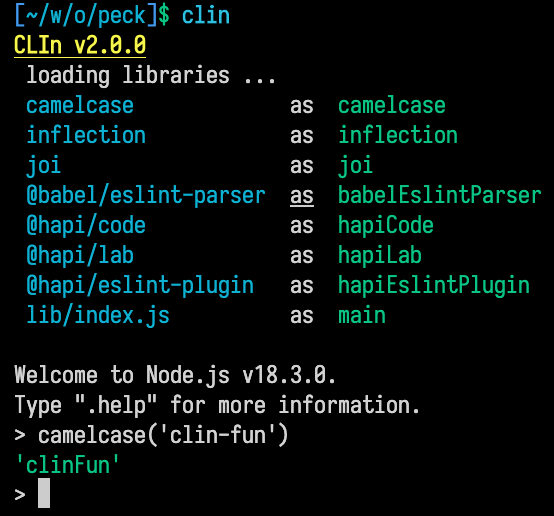 [~/w/o/peck]$ clin
CLIn v2.0.0
loading libraries ...
camelcase as camelcase
inflection as inflection
joi as joi
@babel/eslint-parser as babelEslintParser
@hapi/code as hapiCode
@hapi/lab as hapiLab
@hapi/eslint-plugin as hapiEslintPlugin
lib/index.js as main
Welcome to Node.js v18.3.0.
Type ".help" for more information.
> camelcase('clin-fun')
'clinFun'
>